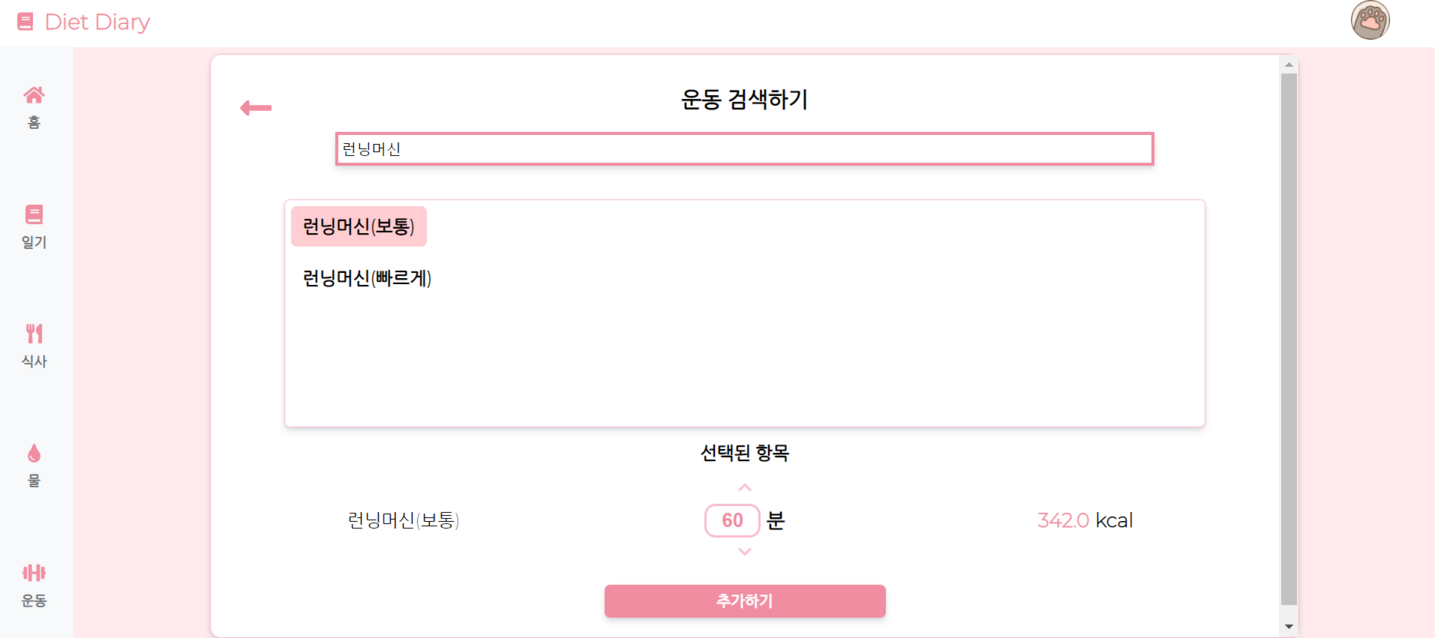 Diet Diary
홈
일기
식사
물
운동
운동 검색하기
런닝머신
런닝머신(보통)
런닝머신(빠르게)
선택된 항목
런닝머신(보통) 60 분 342.0 kcal
추가하기